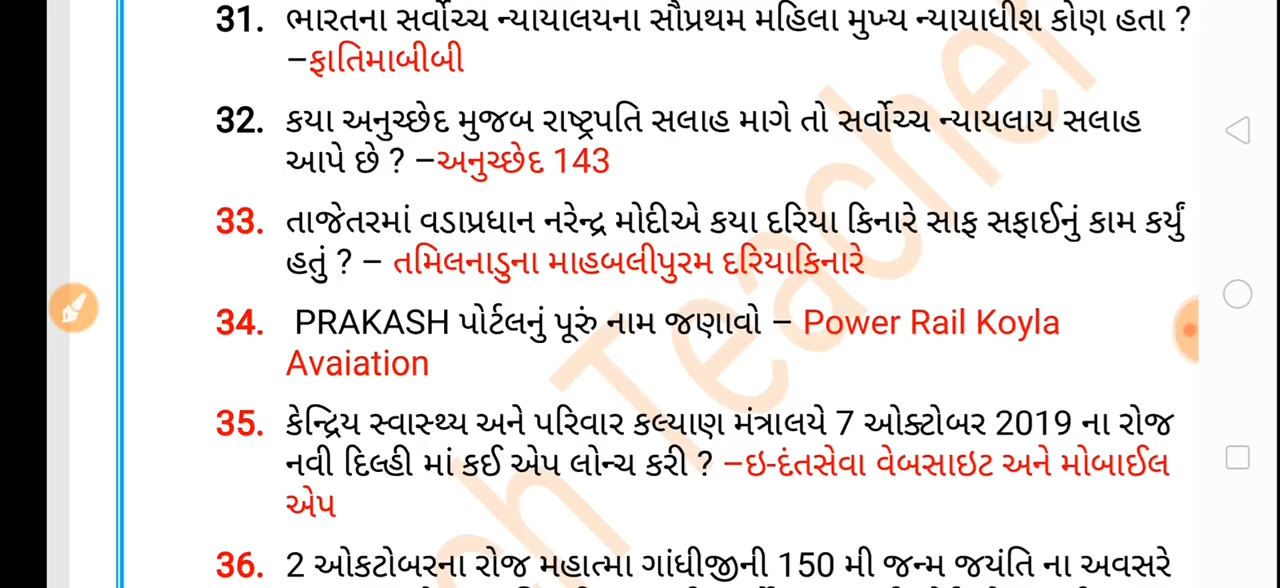 31. ભારતના સર્વોચ્ચ ન્યાયાલયના સૌપ્રથમ મહિલા મુખ્ય ન્યાયાધીશ કોણ હતા ?
–ફાતિમાબીબી
32. કયા અનુચ્છેદ મુજબ રાષ્ટ્રપતિ સલાહ માગે તો સર્વોચ્ચ ન્યાયલાય સલાહ
આપે છે ? –અનુચ્છેદ 143
33. તાજેતરમાં વડાપ્રધાન નરેન્દ્ર મોદીએ કયા દરિયા કિનારે સાફ સફાઈનું કામ કર્યું
હતું ? – તમિલનાડુના માહબલીપુરમ દરિયાકિનારે
34. PRAKASH પોર્ટલનું પૂરું નામ જણાવો – Power Rail Koyla
Avaiation
35. કેન્દ્રિય સ્વાસ્થ્ય અને પરિવાર કલ્યાણ મંત્રાલયે 7 ઓક્ટોબર 2019 ના રોજ
નવી દિલ્હી માં કઈ એપ લોન્ચ કરી ? –ઇ-દંતસેવા વેબસાઇટ અને મોબાઈલ
એપ
36. 2 ઓકટોબરના રોજ મહાત્મા ગાંધીજીની 150 મી જન્મ જયંતિ ના અવસરે
Teacher